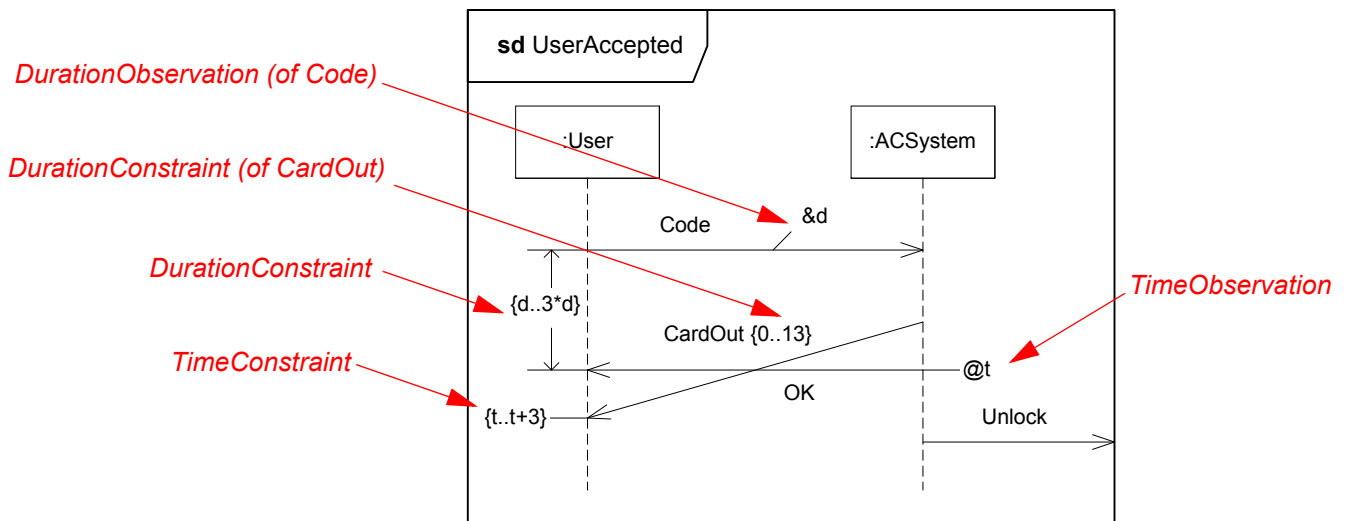 sd UserAccepted
DurationObservation (of Code)
:User
:ACSystem
DurationConstraint (of CardOut)
&d
Code
DurationConstraint
TimeObservation
{d..3*d}
CardOut {0..13}
TimeConstraint
@t
OK
{t..t+3}
Unlock